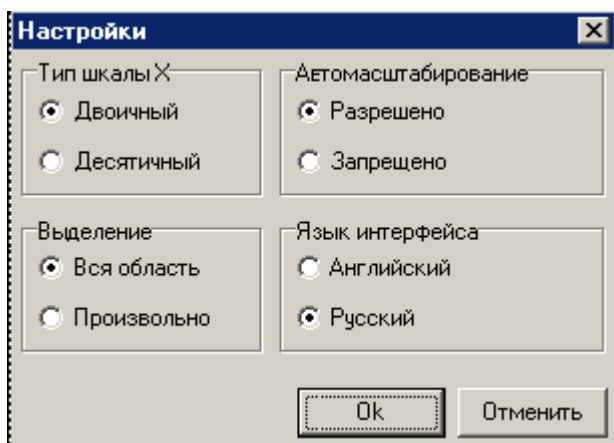 Настройки
Тип шкалы X
Двоичный
Десятичный
Автомасштабирование
Разрешено
Запрещено
Выделение
Вся область
Произвольно
Язык интерфейса
Английский
Русский
Ok
Отменить